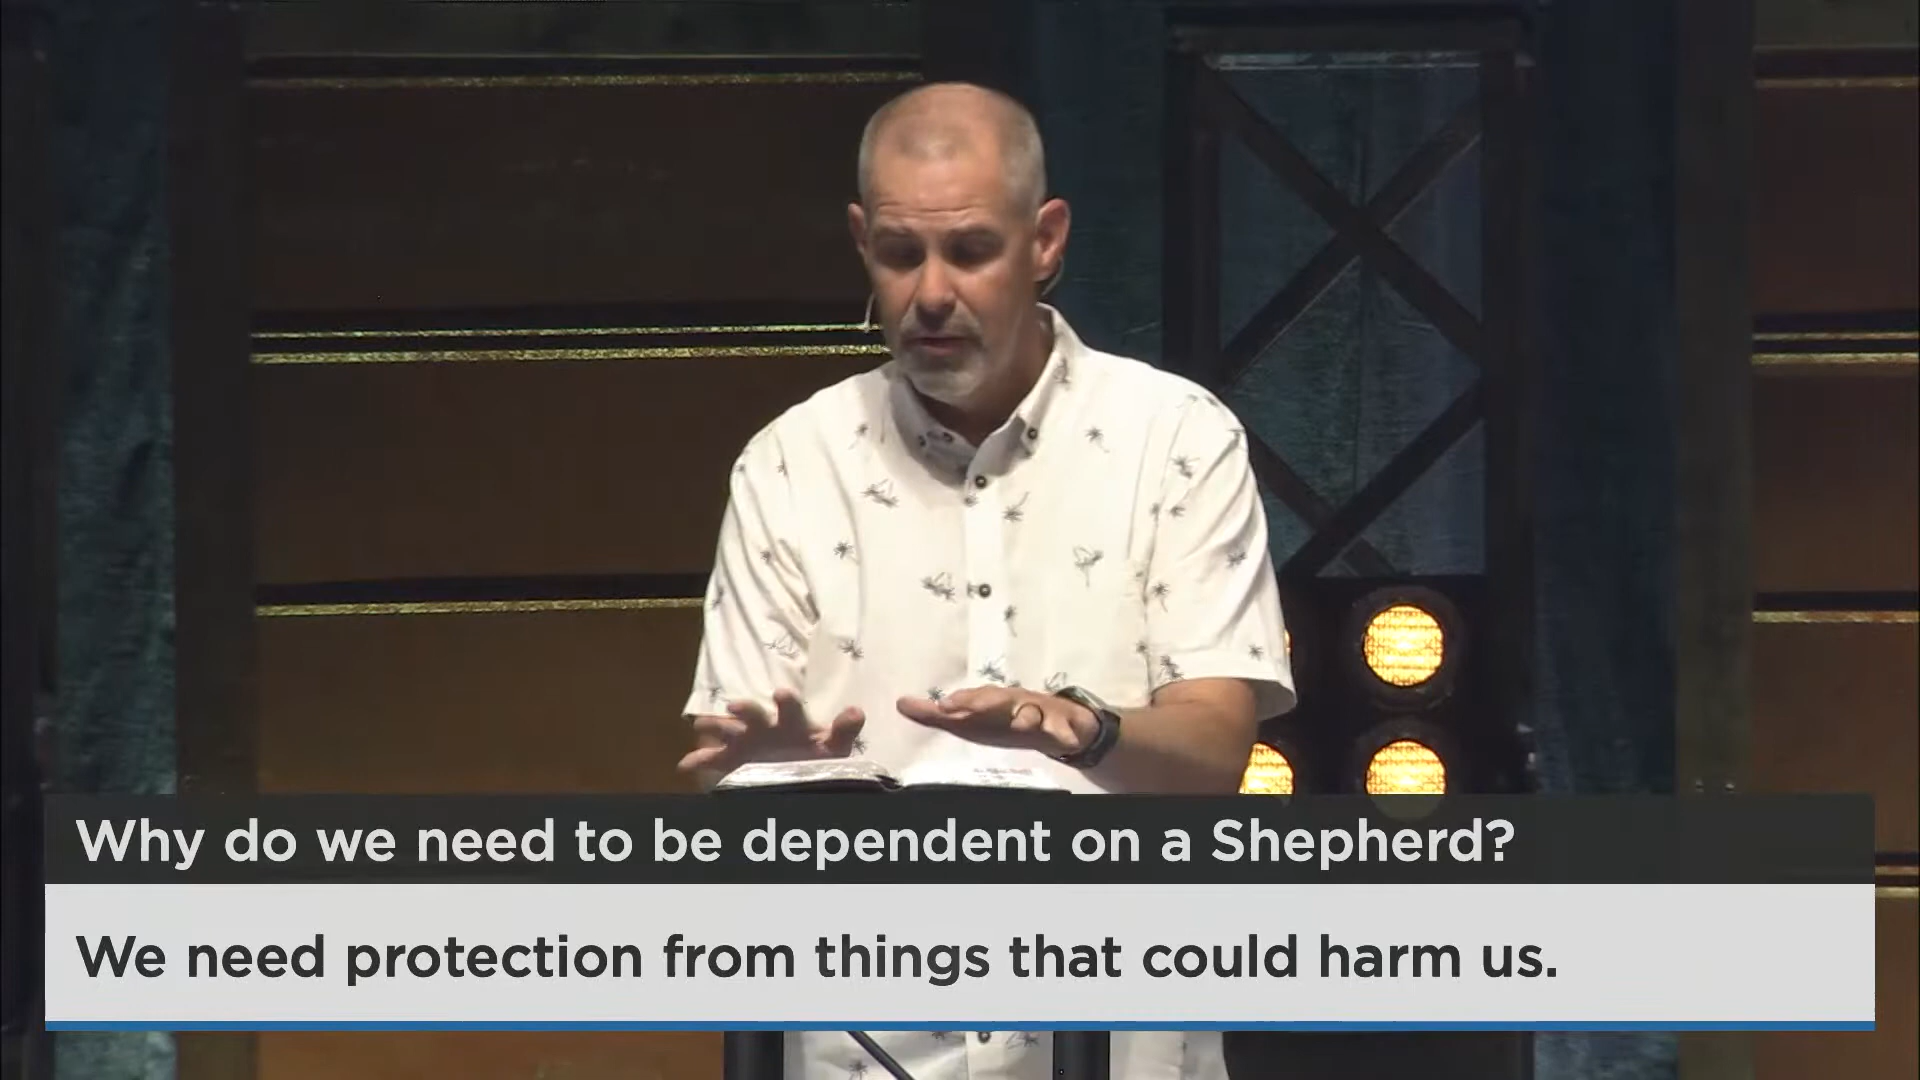 Why do we need to be dependent on a Shepherd?
We need protection from things that could harm us.